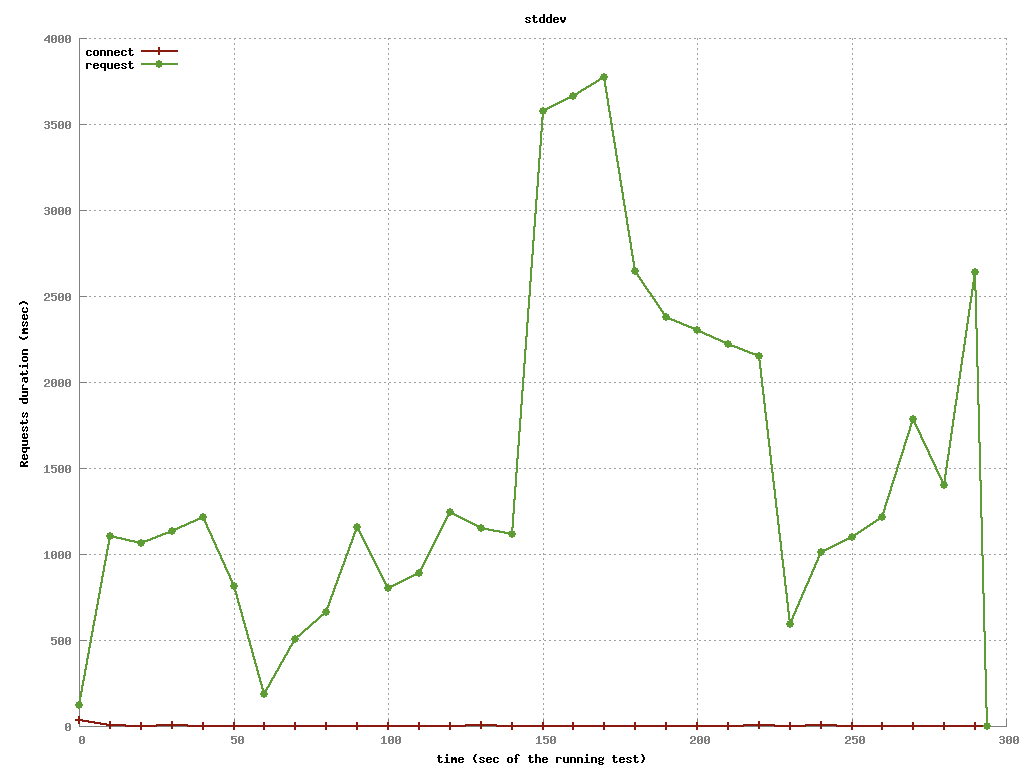 stddev
connect
request
4000
3500
3000
2500
2000
1500
1000
500
0
Requests duration (msec)
0 50 100 150 200 250 300
time (sec of the running test)